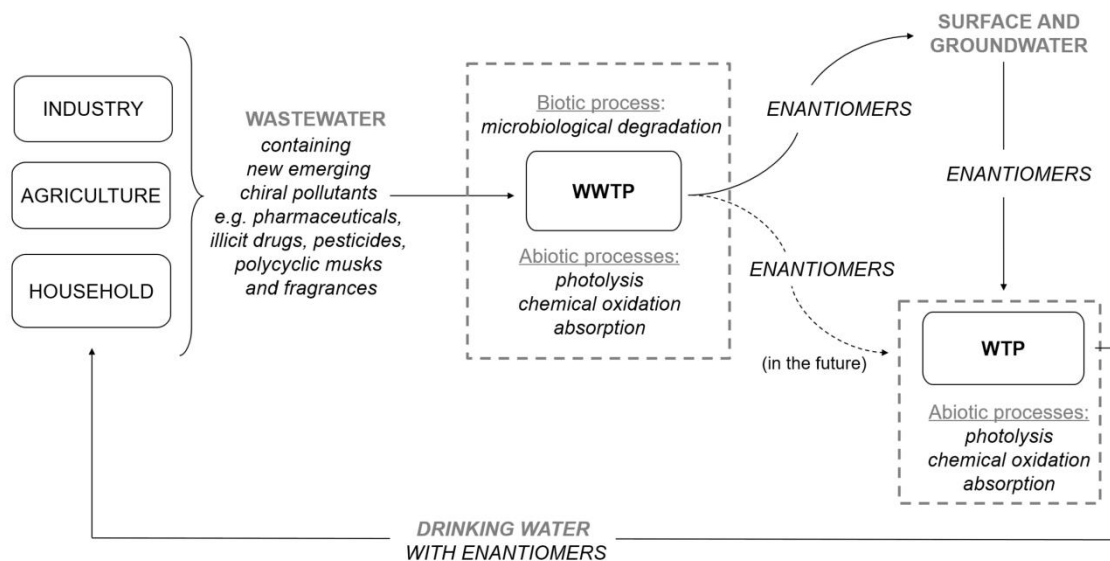 INDUSTRY
AGRICULTURE
HOUSEHOLD
WASTEWATER
containing
new emerging
chiral pollutants
e.g. pharmaceuticals,
illicit drugs, pesticides,
polycyclic musks
and fragrances
Biotic process:
microbiological degradation
WWTP
Abiotic processes:
photolysis
chemical oxidation
absorption
ENANTIOMERS
SURFACE AND
GROUNDWATER
ENANTIOMERS
ENANTIOMERS
(in the future)
WTP
Abiotic processes:
photolysis
chemical oxidation
absorption
DRINKING WATER
WITH ENANTIOMERS